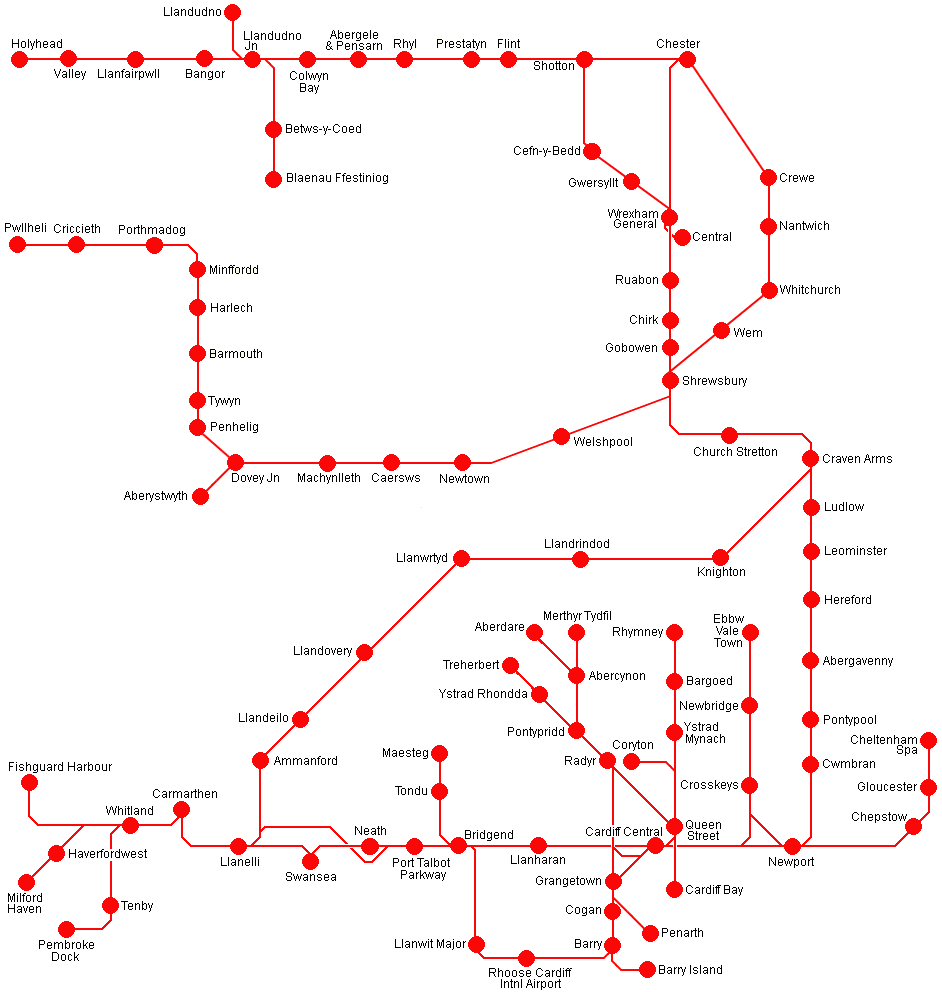 Llandudno
Holyhead
Llandudno
Jn
Abergele
& Pensarn
Rhyl
Prestatyn
Flint
Shotton
Chester
Valley
Llanfairpwll
Bangor
Colwyn
Bay
Betws-y-Coed
Blaenau Ffestiniog
Cefn-y-Bedd
Gwersyllt
Crewe
Wrexham
General
Central
Nantwich
Pwllheli
Criccieth
Porthmadog
Minffordd
Ruabon
Whitchurch
Harlech
Chirk
Wem
Barmouth
Gobowen
Shrewsbury
Tywyn
Penhelig
Welshpool
Church Stretton
Craven Arms
Dovey Jn
Machynlleth
Caersws
Newtown
Aberystwyth
Ludlow
Llanwrtyd
Llandrindod
Knighton
Leominster
Hereford
Merthyr Tydfil
Aberdare
Rhymney
Ebbw
Vale
Town
Llandovery
Treherbert
Abercynon
Abergavenny
Ystrad Rhondda
Bargoed
Newbridge
Llandeilo
Pontypridd
Ystrad
Mynach
Pontypool
Maesteg
Coryton
Cheltenham
Spa
Ammanford
Radyr
Cwmbran
Fishguard Harbour
Tondu
Crosskeys
Gloucester
Carmarthen
Whitland
Neath
Bridgend
Cardiff Central
Queen
Street
Chepstow
Haverfordwest
Llanelli
Swansea
Port Talbot
Parkway
Llanharan
Newport
Milford
Haven
Grangetown
Cardiff Bay
Tenby
Cogan
Pembroke
Dock
Llanwit Major
Barry
Penarth
Rhoose Cardiff
Intnl Airport
Barry Island